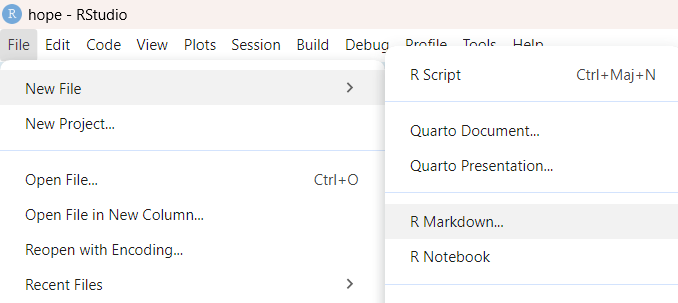 R hope - RStudio
File Edit Code View Plots Session Build Debug Profile Tools Help
New File
New Project...
Open File... Ctrl+O
Open File in New Column...
Reopen with Encoding...
Recent Files
R Script Ctrl+Maj+N
Quarto Document...
Quarto Presentation...
R Markdown...
R Notebook